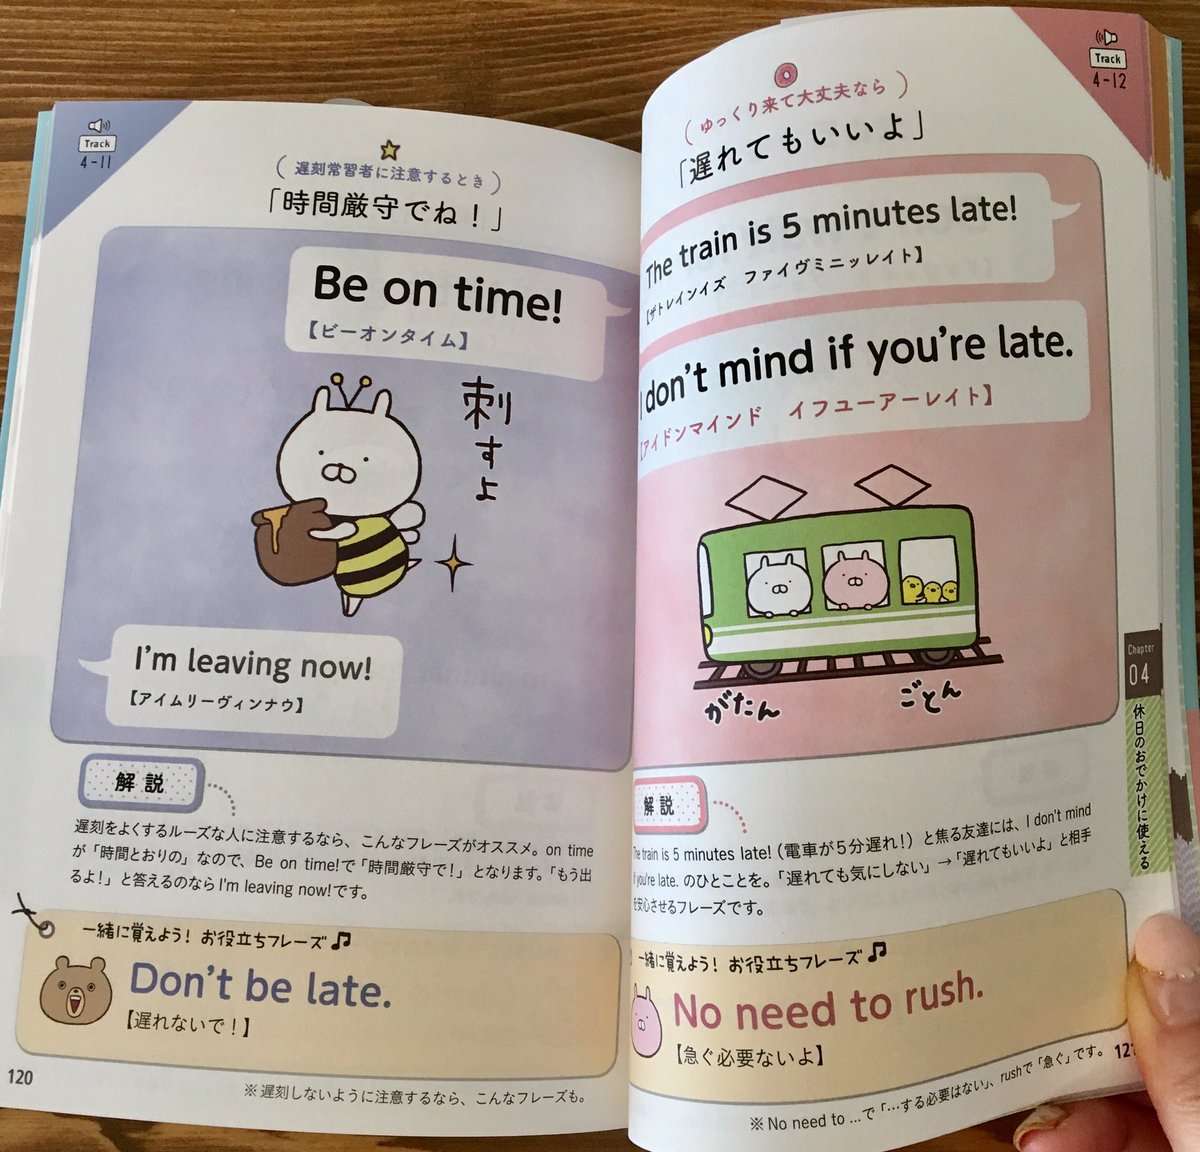 Track
4-11
(遅刻常習者に注意するとき)
「時間厳守でね！」
Be on time!
【ビーオンタイム】
刺すよ
I'm leaving now!
【アイムリーヴィンナウ】
解説
遅刻をよくするルーズな人に注意するなら、こんなフレーズがオススメ。on time
が「時間とおりの」なので、Be on time!で「時間厳守で！」となります。「もう出
るよ！」と答えるのならI'm leaving now!です。
一緒に覚えよう！お役立ちフレーズ♫
Don't be late.
【遅れないで！】
120
※遅刻しないように注意するなら、こんなフレーズも。
Track
4-12
(ゆっくり来て大丈夫なら)
「遅れてもいいよ」
The train is 5 minutes late!
【ザトレインイズ　ファイヴミニッレイト】
I don't mind if you're late.
【アイドンマインド　イフユーアーレイト】
がたん
ごとん
Chapter
04
休日のおでかけに使える
解説
The train is 5 minutes late!（電車が5分遅れ！）と焦る友達には、I don't mind
if you're late. のひとことを。「遅れても気にしない」→「遅れてもいいよ」と相手
を安心させるフレーズです。
一緒に覚えよう！お役立ちフレーズ♫
No need to rush.
【急ぐ必要ないよ】
121
※No need to ...で「…する必要はない」、rushで「急ぐ」です。